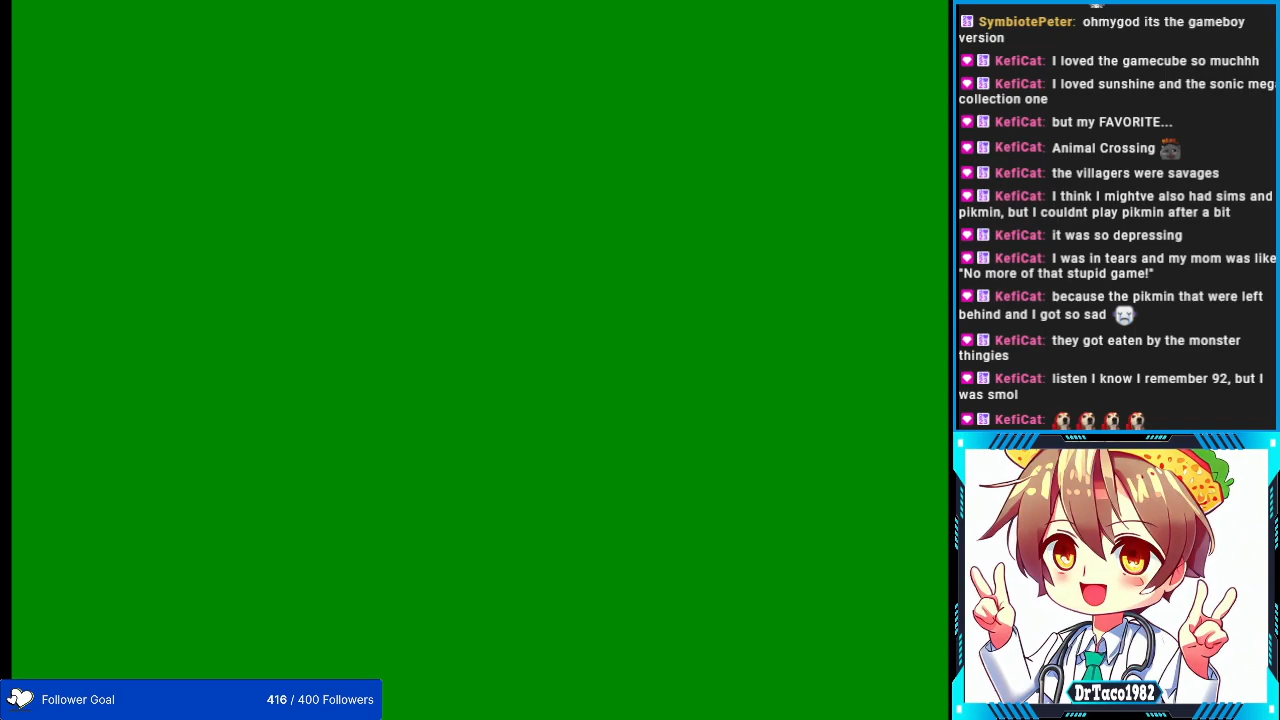 SymbiotePeter: ohmygod its the gameboy
version
KefiCat: I loved the gamecube so muchhh
KefiCat: I loved sunshine and the sonic meg
collection one
KefiCat: but my FAVORITE...
KefiCat: Animal Crossing
KefiCat: the villagers were savages
KefiCat: I think I mightve also had sims and
pikmin, but I couldnt play pikmin after a bit
KefiCat: it was so depressing
KefiCat: I was in tears and my mom was like
"No more of that stupid game!"
KefiCat: because the pikmin that were left
behind and I got so sad
KefiCat: they got eaten by the monster
thingies
KefiCat: listen I know I remember 92, but I
was smol
KefiCat:
DrTaco1982
Follower Goal 416 / 400 Followers